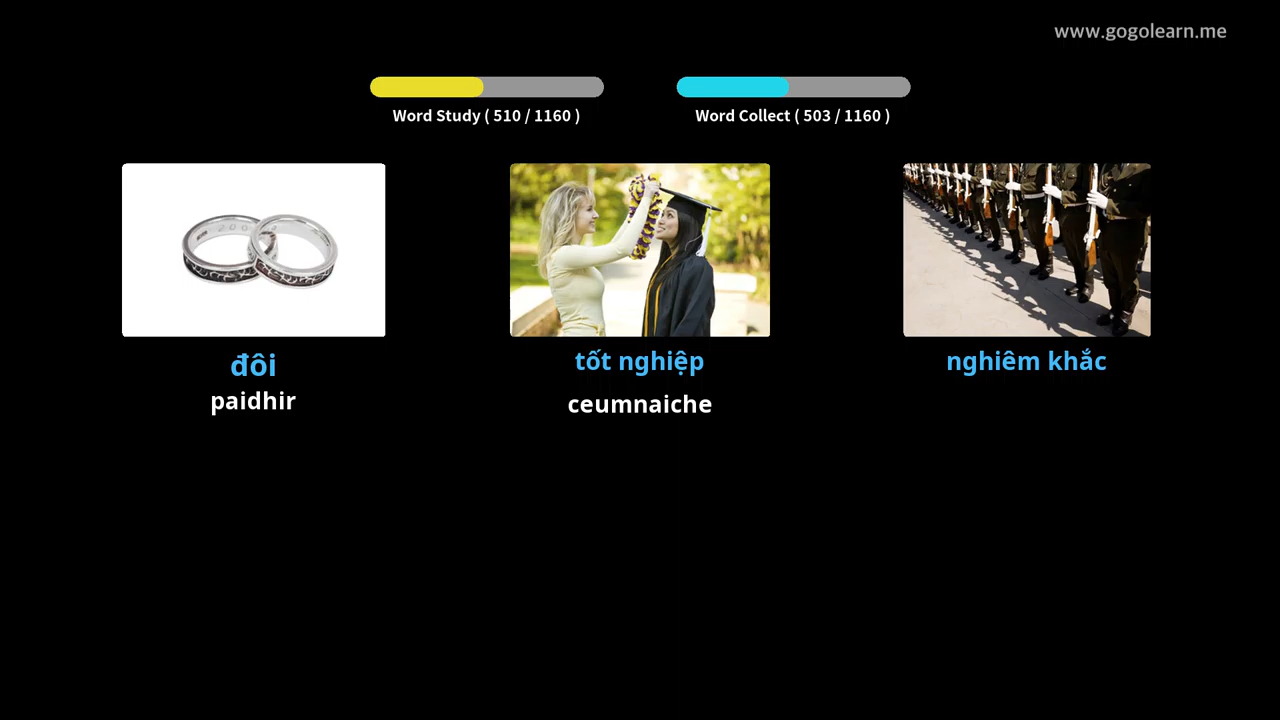 www.gogolearn.me
Word Study ( 510 / 1160 )
Word Collect ( 503 / 1160 )
đôi
tốt nghiệp
nghiêm khắc
paidhir
ceumnaiche